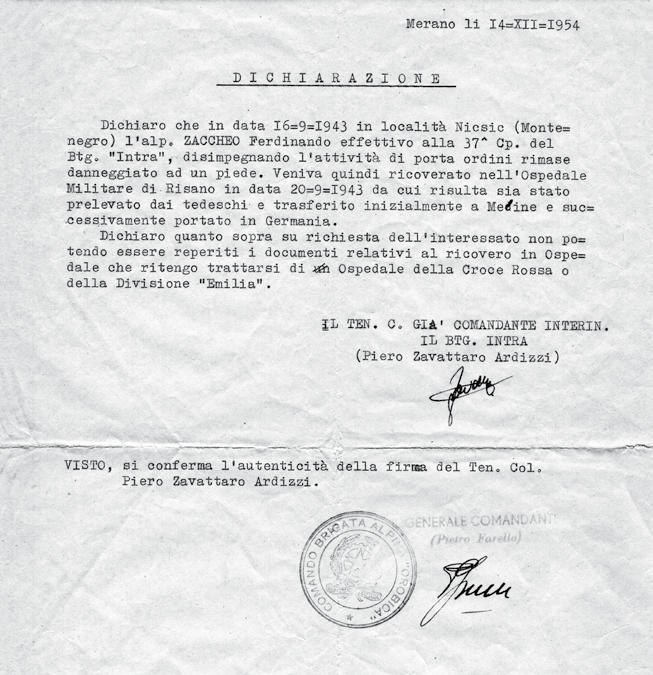 Merano li I4=XII=I954
DICHIARAZIONE
Dichiaro che in data I6=9=I943 in località Nicsic (Monte=
negro) l'alp. ZACCHEO Ferdinando effettivo alla 37^ Cp. del
Btg. "Intra", disimpegnando l'attività di porta ordini rimase
danneggiato ad un piede. Veniva quindi ricoverato nell'Ospedale
Militare di Risano in data 20=9=I943 da cui risulta sia stato
prelevato dai tedeschi e trasferito inizialmente a Meline e suc=
cessivamente portato in Germania.
Dichiaro quanto sopra su richiesta dell'interessato non po=
tendo essere reperiti i documenti relativi al ricovero in Ospe=
dale che ritengo trattarsi di un Ospedale della Croce Rossa o
della Divisione "Emilia".
IL TEN. C. GIA' COMANDANTE INTERIN.
IL BTG. INTRA
(Piero Zavattaro Ardizzi)
VISTO, si conferma l'autenticità della firma del Ten. Col.
Piero Zavattaro Ardizzi.
GENERALE COMANDANT
(Pietro Farello)
COMANDO BRIGATA ALPINA "OROBICA"